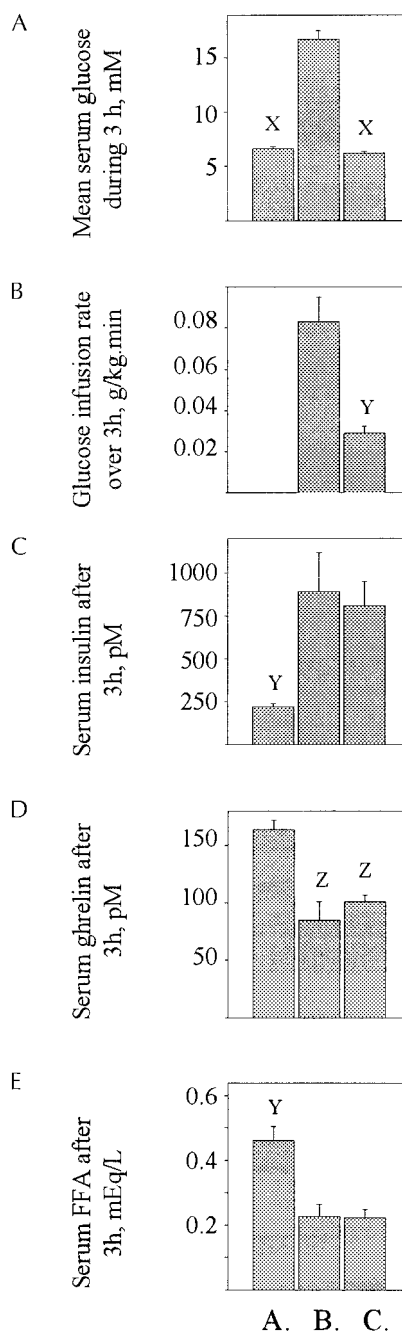 A
Mean serum glucose
during 3 h, mM
15
10
5
X
X
B
Glucose infusion rate
over 3h, g/kg.min
0.08
0.06
0.04
0.02
Y
C
Serum insulin after
3h, pM
1000
750
500
250
Y
D
Serum ghrelin after
3h, pM
150
100
50
Z
Z
E
Serum FFA after
3h, mEq/L
0.6
0.4
0.2
Y
A. B. C.